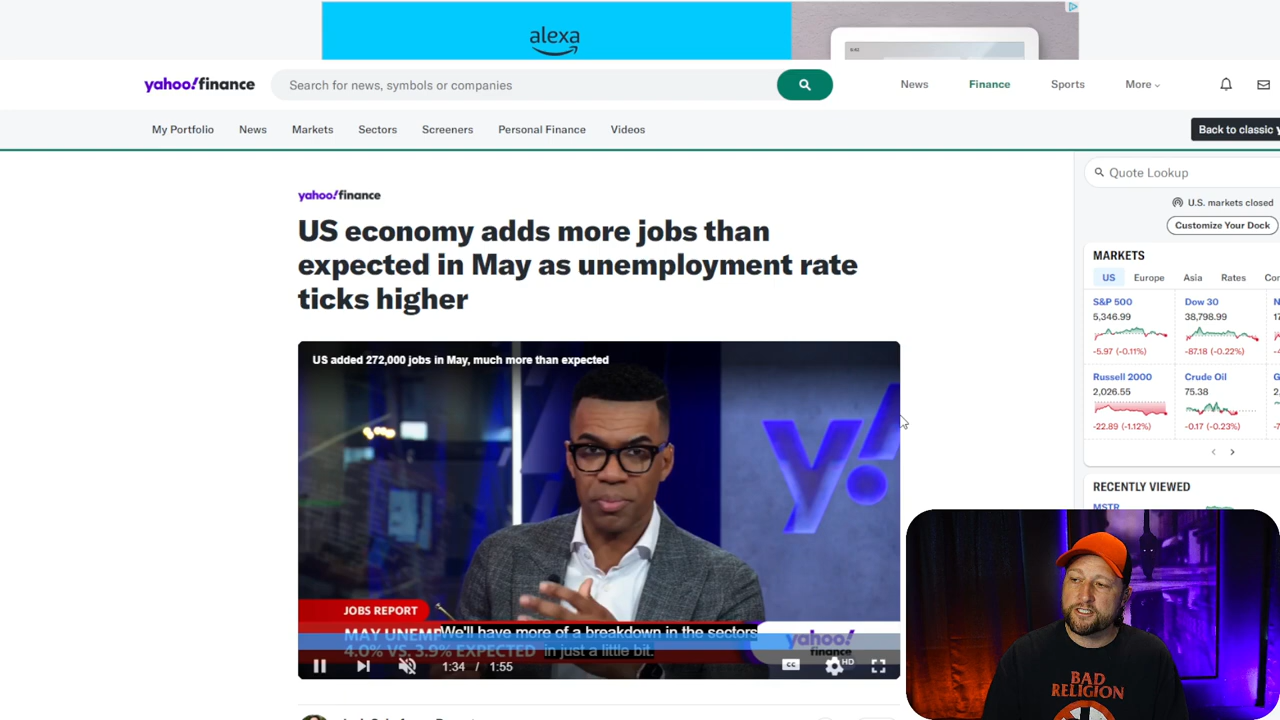 alexa
yahoo!finance
Search for news, symbols or companies
News
Finance
Sports
More
My Portfolio
News
Markets
Sectors
Screeners
Personal Finance
Videos
Back to classic
yahoo!finance
US economy adds more jobs than
expected in May as unemployment rate
ticks higher
US added 272,000 jobs in May, much more than expected
JOBS REPORT
MAY UNEMP
We'll have more of a breakdown in the sectors
4.0% VS. 3.9% EXPECTED
in just a little bit.
yahoo!
finance
1:34 / 1:55
CC
HD
Quote Lookup
U.S. markets closed
Customize Your Dock
MARKETS
US
Europe
Asia
Rates
S&P 500
5,346.99
-5.97 (-0.11%)
Dow 30
38,798.99
-87.18 (-0.22%)
Russell 2000
2,026.55
-22.89 (-1.12%)
Crude Oil
75.38
-0.17 (-0.23%)
RECENTLY VIEWED
MSTR
BAD
RELIGION